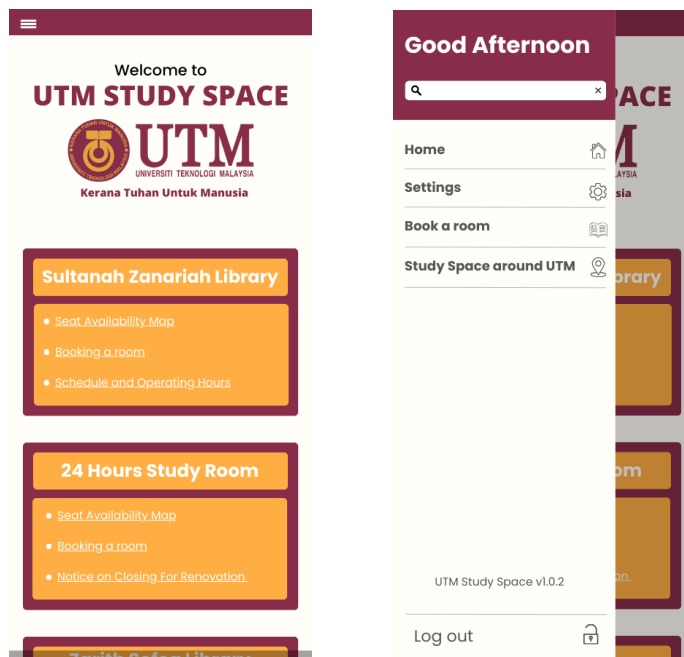 Welcome to
UTM STUDY SPACE
UTM
UNIVERSITI TEKNOLOGI MALAYSIA
Kerana Tuhan Untuk Manusia
Sultanah Zanariah Library
Seat Availability Map
Booking a room
Schedule and Operating Hours
24 Hours Study Room
Seat Availability Map
Booking a room
Notice on Closing For Renovation
Good Afternoon
Home
Settings
Book a room
Study Space around UTM
UTM Study Space v1.0.2
Log out